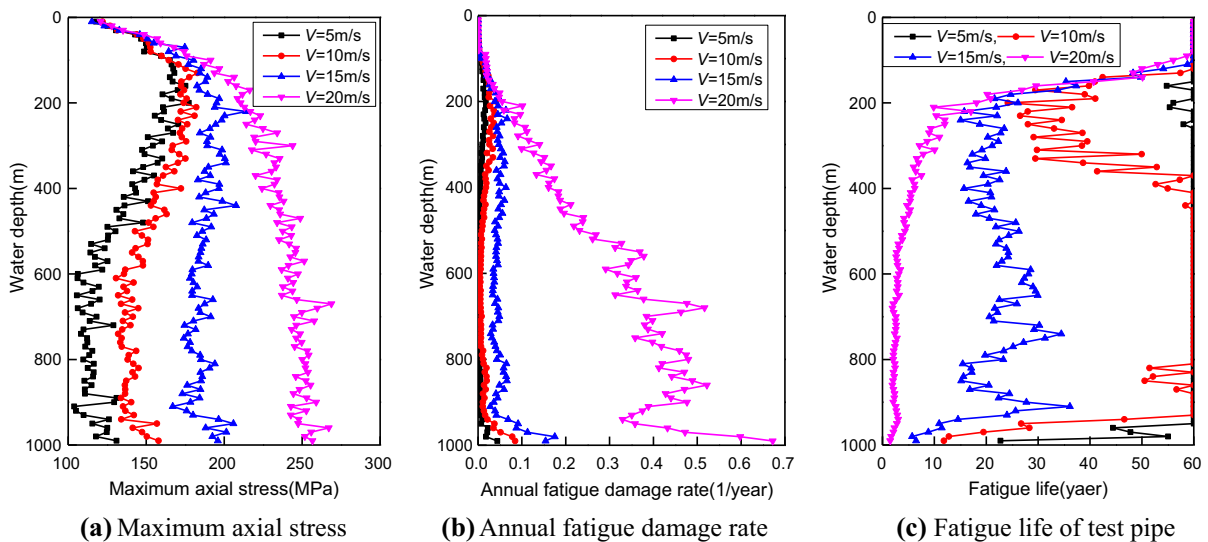 V=5m/s
V=10m/s
V=15m/s
V=20m/s
0
200
400
600
800
1000
Water depth(m)
100 150 200 250 300
Maximum axial stress(MPa)
(a) Maximum axial stress
V=5m/s
V=10m/s
V=15m/s
V=20m/s
0
200
400
600
800
1000
Water depth(m)
0.0 0.1 0.2 0.3 0.4 0.5 0.6 0.7
Annual fatigue damage rate(1/year)
(b) Annual fatigue damage rate
V=5m/s, V=10m/s
V=15m/s, V=20m/s
0
200
400
600
800
1000
Water depth(m)
0 10 20 30 40 50 60
Fatigue life(yaer)
(c) Fatigue life of test pipe